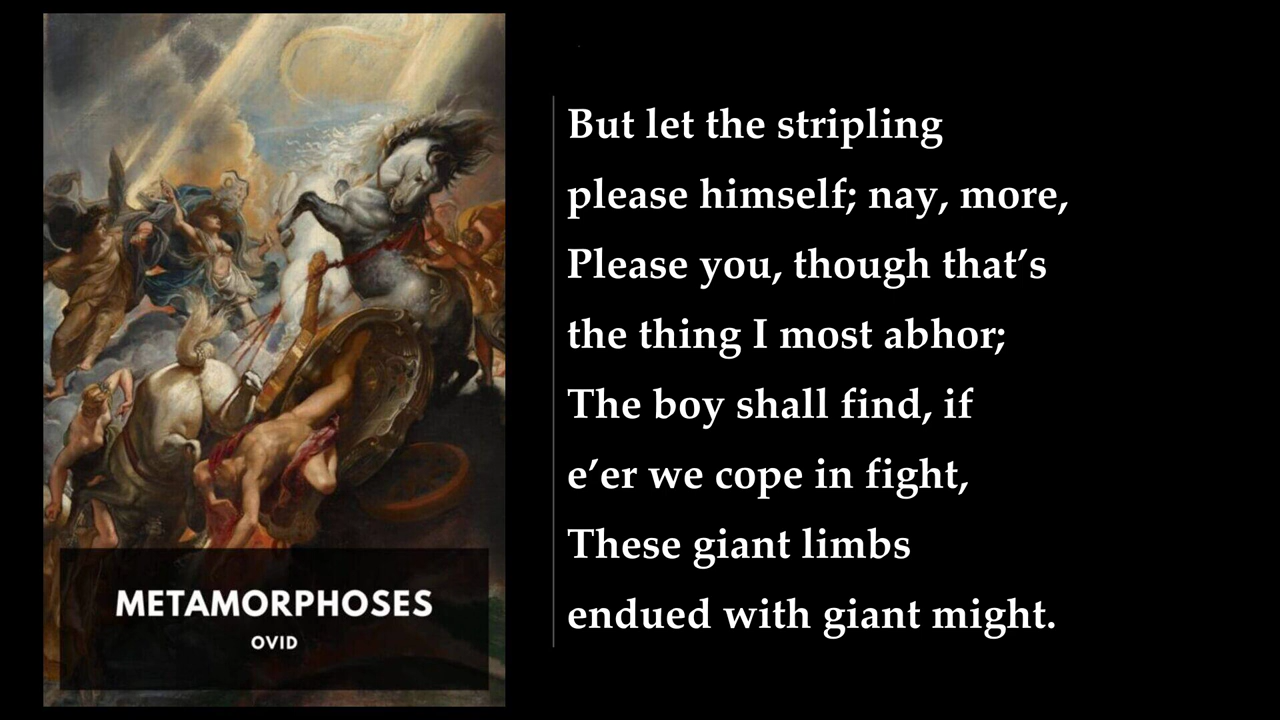 METAMORPHOSES
OVID
But let the stripling
please himself; nay, more,
Please you, though that’s
the thing I most abhor;
The boy shall find, if
e’er we cope in fight,
These giant limbs
endued with giant might.